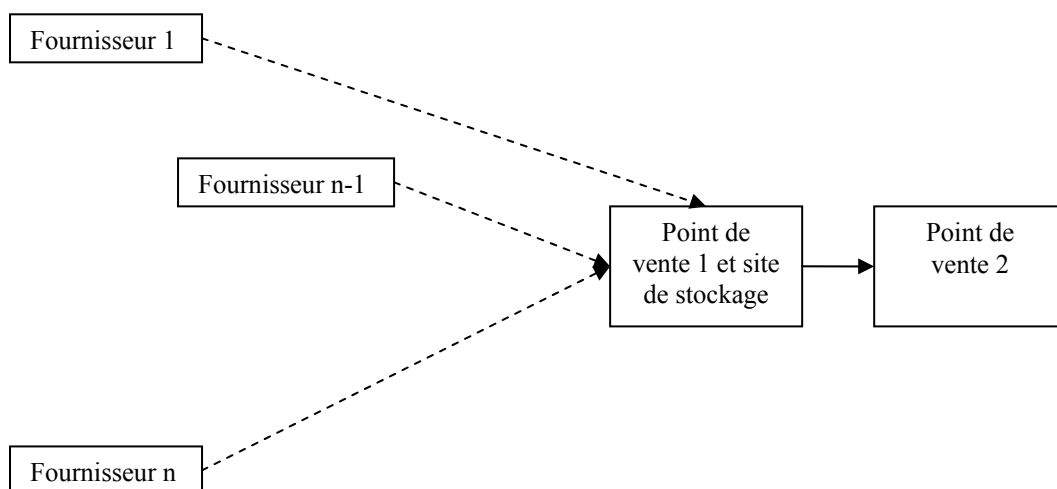 Fournisseur 1
Fournisseur n-1
Point de
vente 1 et site
de stockage
Point de
vente 2
Fournisseur n